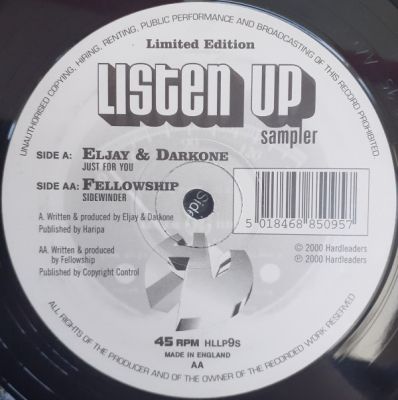 UNAUTHORISED COPYING, HIRING, RENTING, PUBLIC PERFORMANCE AND BROADCASTING OF THIS RECORD PROHIBITED.
Limited Edition
Listen UP
sampler
SIDE A: ELJAY & DARKONE
JUST FOR YOU
SIDE AA: FELLOWSHIP
SIDEWINDER
Side
A. Written & produced by Eljay & Darkone
Published by Haripa
AA. Written & produced
by Fellowship
Published by Copyright Control
5 018468 850957
© 2000 Hardleaders
℗ 2000 Hardleaders
45 RPM HLLP9S
MADE IN ENGLAND
AA
ALL RIGHTS OF THE PRODUCER AND OF THE OWNER OF THE RECORDED WORK RESERVED